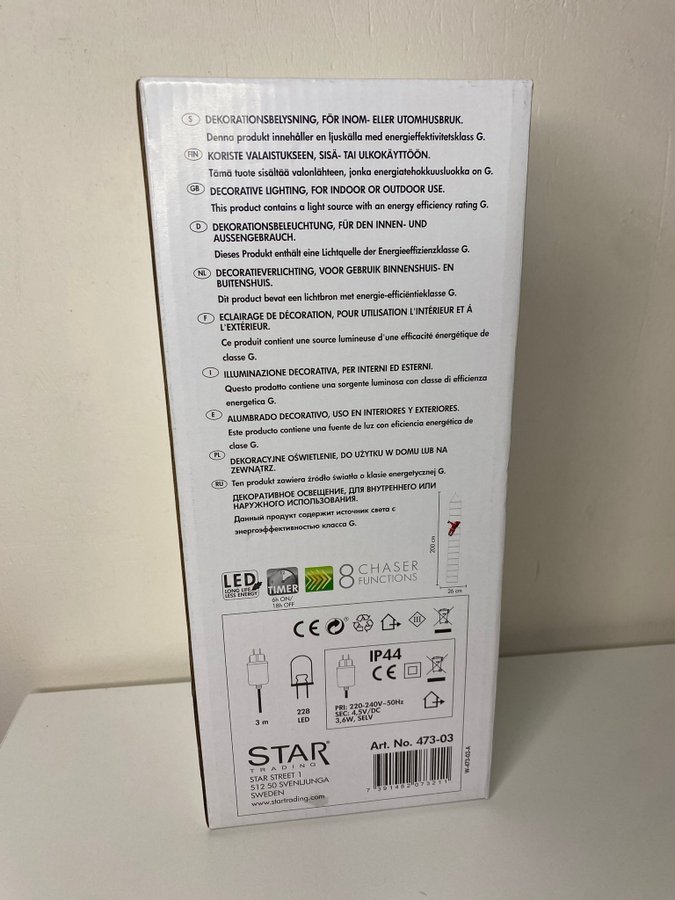 S DEKORATIONSBELYSNING, FÖR INOM- ELLER UTOMHUSBRUK.
Denna produkt innehåller en ljuskälla med energieffektivitetsklass G.
FIN KORISTE VALAISTUKSEEN, SISÄ- TAI ULKOKÄYTTÖÖN.
Tämä tuote sisältää valonlähteen, jonka energiatehokkuusluokka on G.
GB DECORATIVE LIGHTING, FOR INDOOR OR OUTDOOR USE.
This product contains a light source with an energy efficiency rating G.
D DEKORATIONSBELEUCHTUNG, FÜR DEN INNEN- UND
AUSSENGEBRAUCH.
Dieses Produkt enthält eine Lichtquelle der Energieeffizienzklasse G.
NL DECORATIEVERLICHTING, VOOR GEBRUIK BINNENSHUIS- EN
BUITENSHUIS.
Dit product bevat een lichtbron met energie-efficiëntieklasse G.
F ECLAIRAGE DE DÉCORATION, POUR UTILISATION L'INTÉRIEUR ET Á
L'EXTÉRIEUR.
Ce produit contient une source lumineuse d'une efficacité énergétique de
classe G.
I ILLUMINAZIONE DECORATIVA, PER INTERNI ED ESTERNI.
Questo prodotto contiene una sorgente luminosa con classe di efficienza
energetica G.
E ALUMBRADO DECORATIVO, USO EN INTERIORES Y EXTERIORES.
Este producto contiene una fuente de luz con eficiencia energética de
clase G.
PL DEKORACYJNE OŚWIETLENIE, DO UŻYTKU W DOMU LUB NA
ZEWNĄTRZ.
RU Ten produkt zawiera źródło światła o klasie energetycznej G.
ДЕКОРАТИВНОЕ ОСВЕЩЕНИЕ, ДЛЯ ВНУТРЕННЕГО ИЛИ
НАРУЖНОГО ИСПОЛЬЗОВАНИЯ.
Данный продукт содержит источник света с
энергоэффективностью класса G.
200 cm
26 cm
LED
LONG LIFE
LESS ENERGY
TIMER
6h ON/
18h OFF
8 CHASER
FUNCTIONS
CE
III
3 m
228
LED
IP44
CE
PRI: 220-240V~50Hz
SEC: 4,5V/DC
3,6W, SELV
STAR
TRADING
STAR STREET 1
512 50 SVENLJUNGA
SWEDEN
www.startrading.com
Art. No. 473-03
7 391482 073211
W-473-03-A